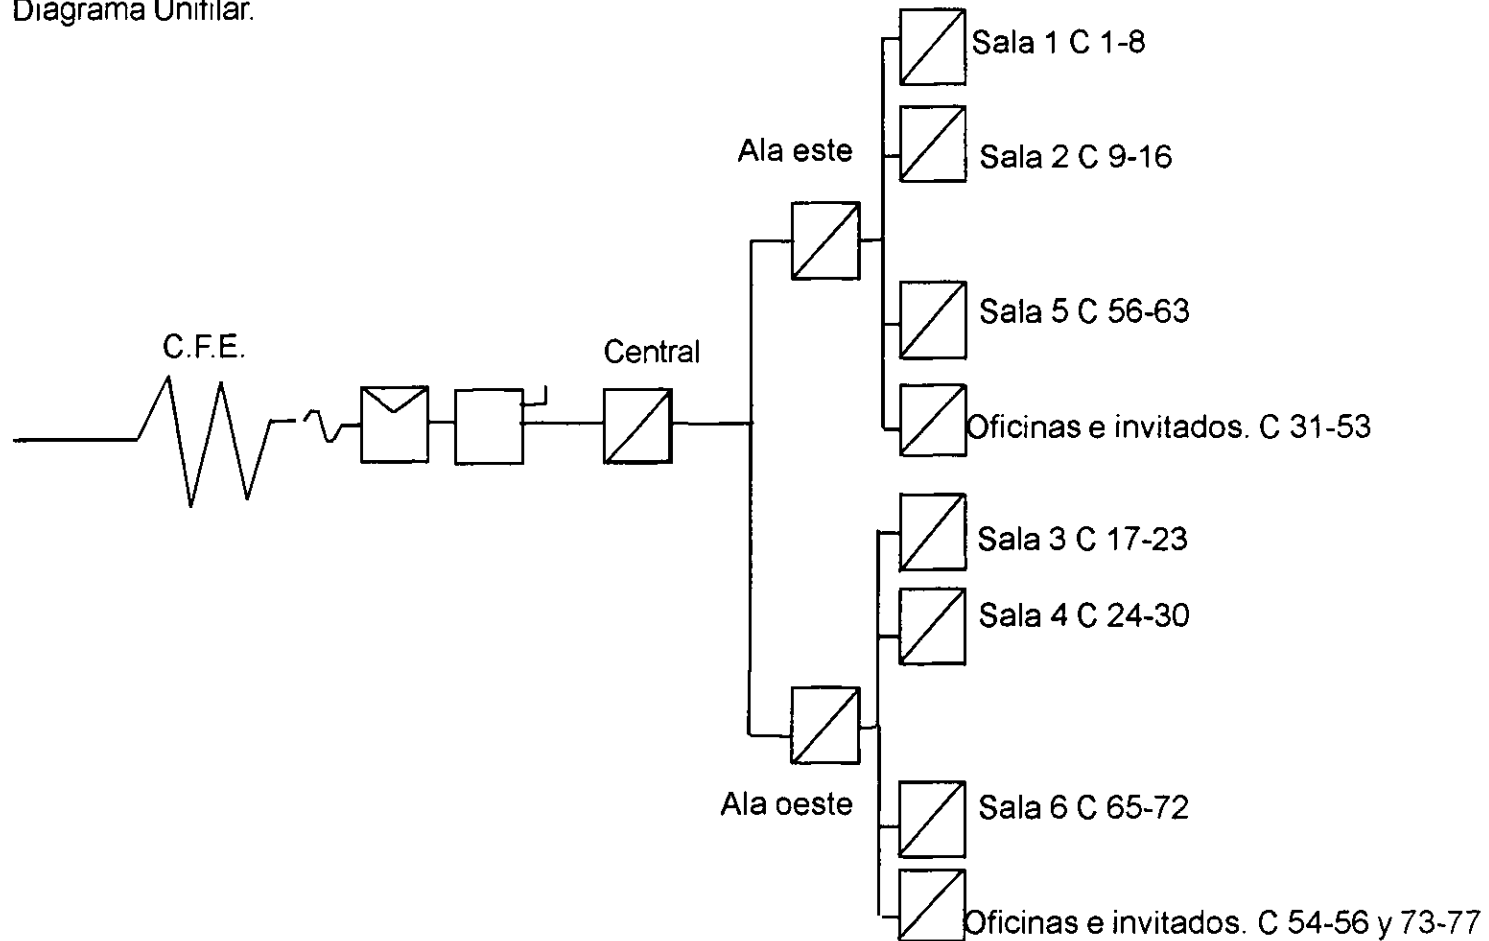 Diagrama Unifilar.
Sala 1 C 1-8
Ala este
Sala 2 C 9-16
Sala 5 C 56-63
C.F.E.
Central
Oficinas e invitados. C 31-53
Sala 3 C 17-23
Sala 4 C 24-30
Ala oeste
Sala 6 C 65-72
Oficinas e invitados. C 54-56 y 73-77